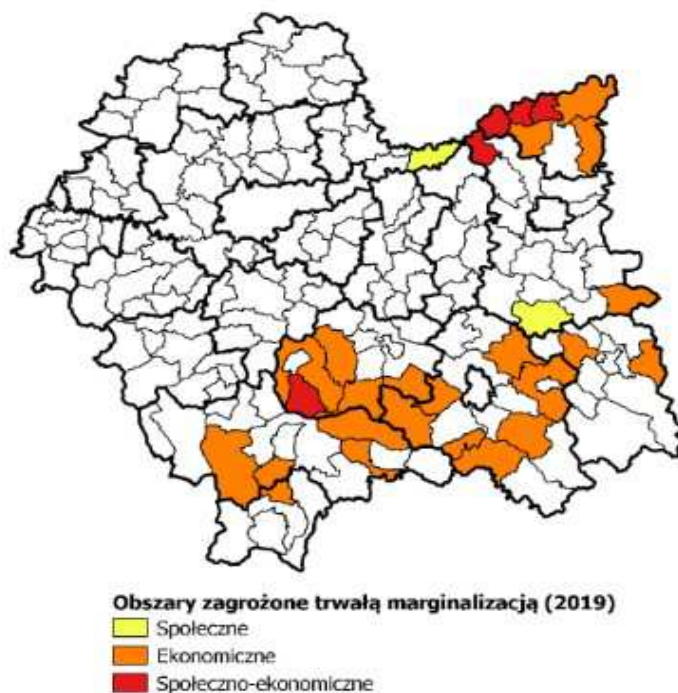 Obszary zagrożone trwałą marginalizacją (2019)
Społeczne
Ekonomiczne
Społeczno-ekonomiczne